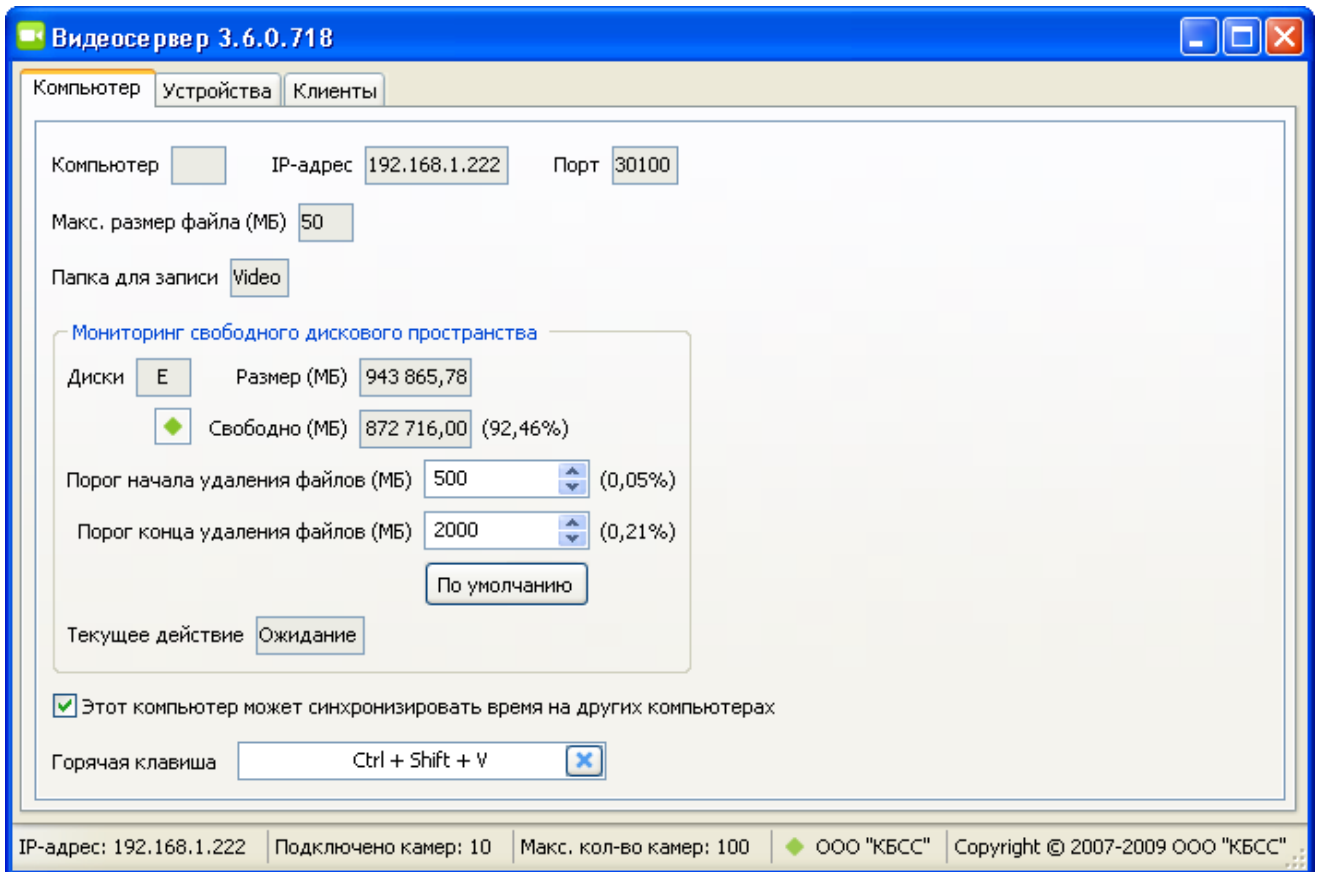 Видеосервер 3.6.0.718
Компьютер Устройства Клиенты
Компьютер IP-адрес 192.168.1.222 Порт 30100
Макс. размер файла (МБ) 50
Папка для записи Video
Мониторинг свободного дискового пространства
Диски E Размер (МБ) 943 865,78
Свободно (МБ) 872 716,00 (92,46%)
Порог начала удаления файлов (МБ) 500 (0,05%)
Порог конца удаления файлов (МБ) 2000 (0,21%)
По умолчанию
Текущее действие Ожидание
Этот компьютер может синхронизировать время на других компьютерах
Горячая клавиша Ctrl + Shift + V
IP-адрес: 192.168.1.222 Подключено камер: 10 Макс. кол-во камер: 100 ООО "КБСС" Copyright © 2007-2009 ООО "КБСС"